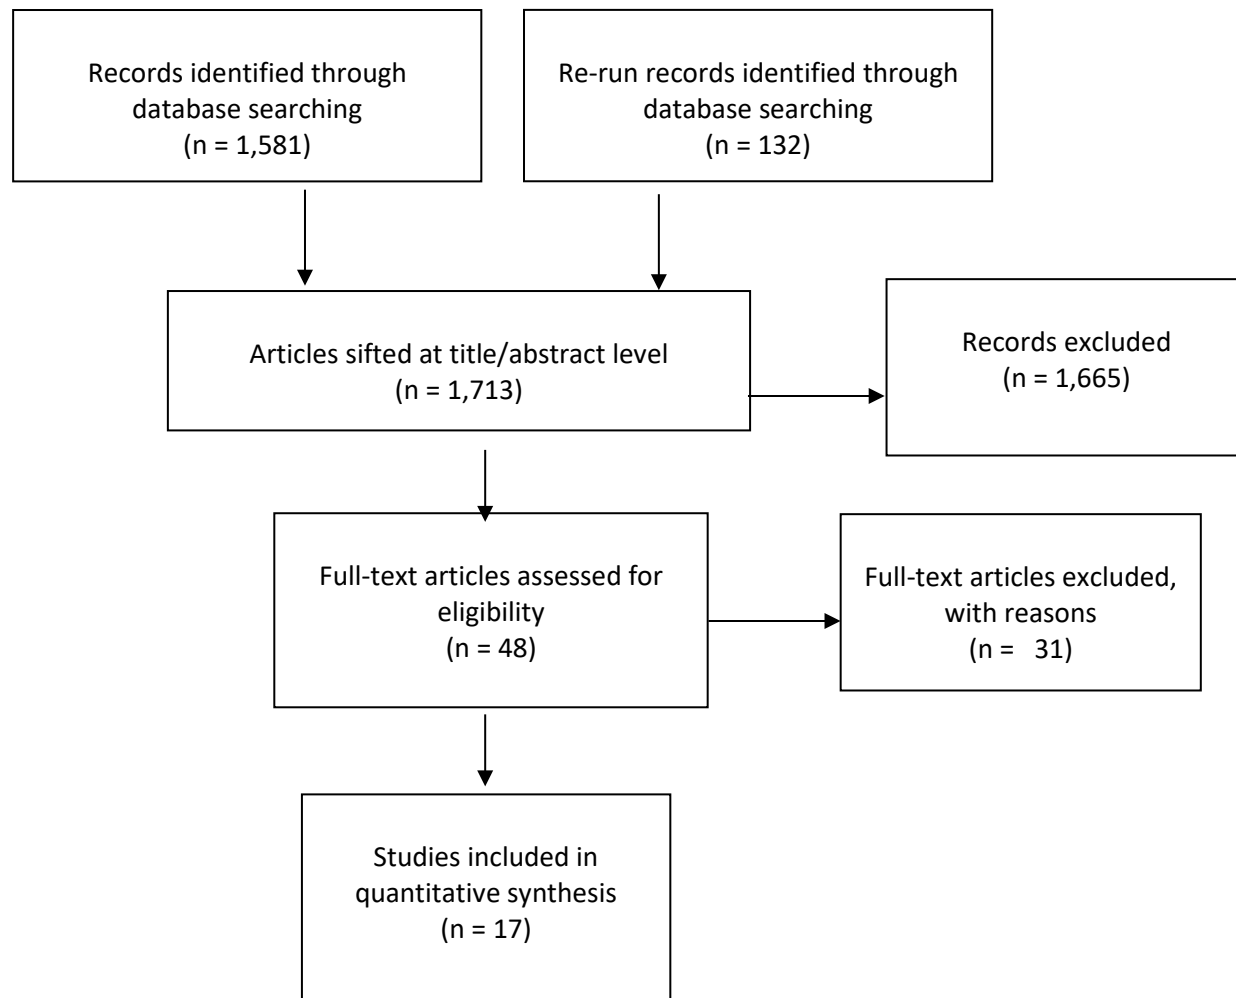 Records identified through
database searching
(n = 1,581)
Re-run records identified through
database searching
(n = 132)
Articles sifted at title/abstract level
(n = 1,713)
Records excluded
(n = 1,665)
Full-text articles assessed for
eligibility
(n = 48)
Full-text articles excluded,
with reasons
(n =   31)
Studies included in
quantitative synthesis
(n = 17)